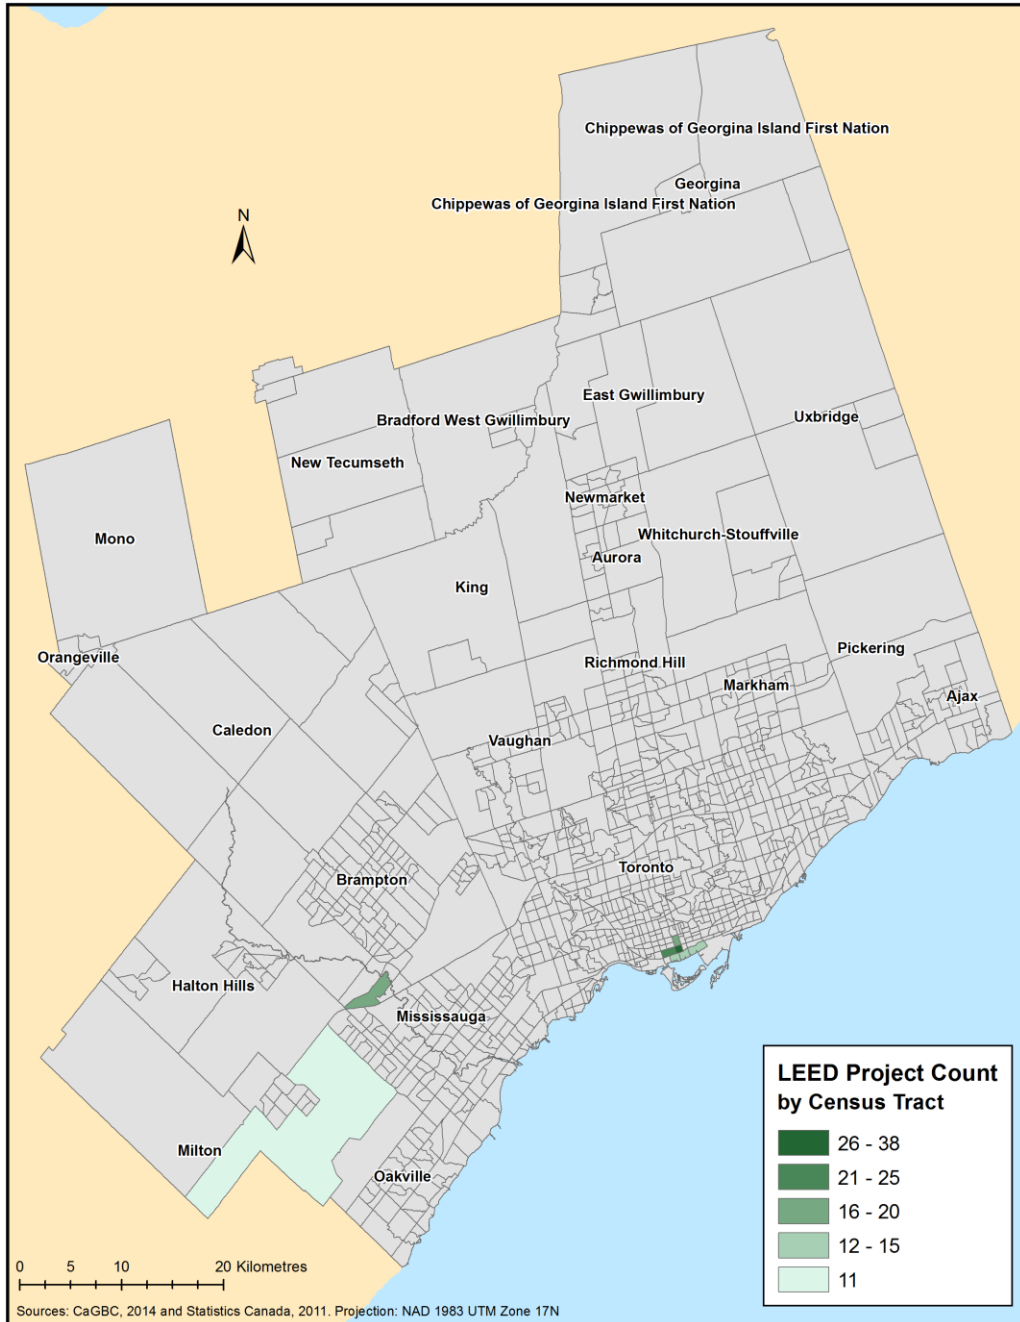 Chippewas of Georgina Island First Nation
Georgina
Chippewas of Georgina Island First Nation
N
East Gwillimbury
Bradford West Gwillimbury
Uxbridge
New Tecumseth
Newmarket
Whitchurch-Stouffville
Mono
Aurora
King
Pickering
Orangeville
Richmond Hill
Markham
Ajax
Caledon
Vaughan
Toronto
Brampton
Halton Hills
Mississauga
Milton
Oakville
LEED Project Count
by Census Tract
26 - 38
21 - 25
16 - 20
12 - 15
11
0 5 10 20 Kilometres
Sources: CaGBC, 2014 and Statistics Canada, 2011. Projection: NAD 1983 UTM Zone 17N